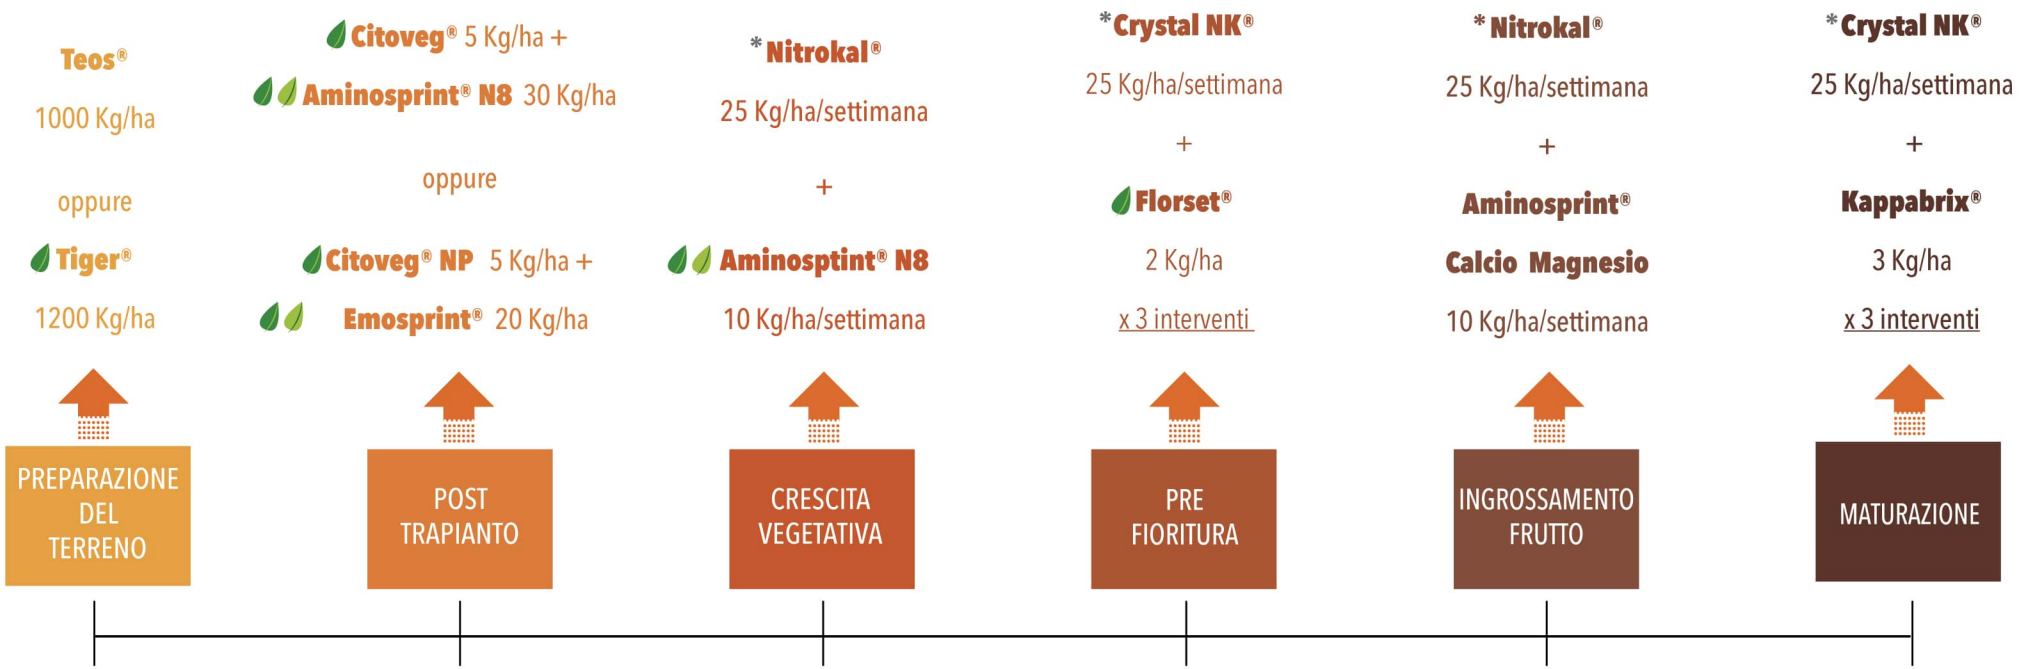 Teos®
1000 Kg/ha
oppure
Tiger®
1200 Kg/ha
PREPARAZIONE
DEL
TERRENO
Citoveg® 5 Kg/ha +
Aminosprint® N8 30 Kg/ha
oppure
Citoveg® NP 5 Kg/ha +
Emosprint® 20 Kg/ha
POST
TRAPIANTO
*Nitrokal®
25 Kg/ha/settimana
+
Aminosptint® N8
10 Kg/ha/settimana
CRESCITA
VEGETATIVA
*Crystal NK®
25 Kg/ha/settimana
+
Florset®
2 Kg/ha
x 3 interventi
PRE
FIORITURA
*Nitrokal®
25 Kg/ha/settimana
+
Aminosprint®
Calcio Magnesio
10 Kg/ha/settimana
INGROSSAMENTO
FRUTTO
*Crystal NK®
25 Kg/ha/settimana
+
Kappabrix®
3 Kg/ha
x 3 interventi
MATURAZIONE